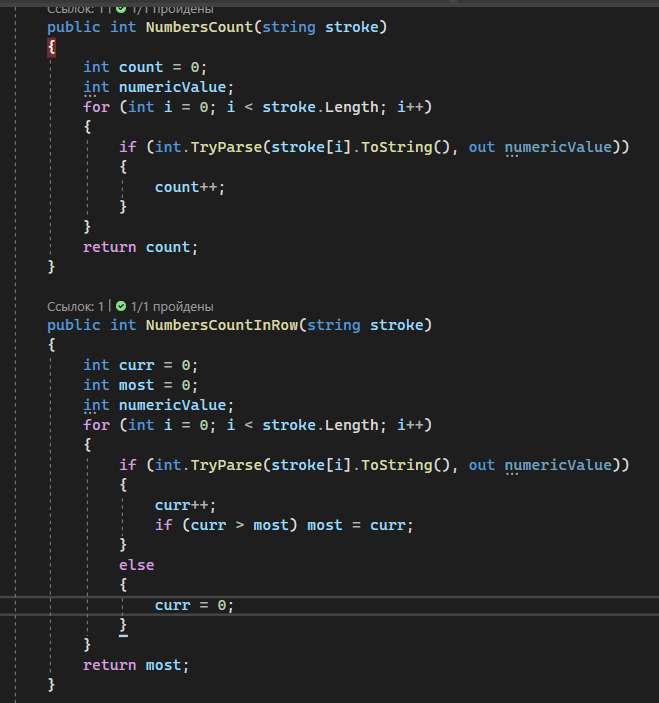 Ссылок: 1 | 1/1 пройдены
public int NumbersCount(string stroke)
{
int count = 0;
int numericValue;
for (int i = 0; i < stroke.Length; i++)
{
if (int.TryParse(stroke[i].ToString(), out numericValue))
{
count++;
}
}
return count;
}
Ссылок: 1 | 1/1 пройдены
public int NumbersCountInRow(string stroke)
{
int curr = 0;
int most = 0;
int numericValue;
for (int i = 0; i < stroke.Length; i++)
{
if (int.TryParse(stroke[i].ToString(), out numericValue))
{
curr++;
if (curr > most) most = curr;
}
else
{
curr = 0;
}
}
return most;
}